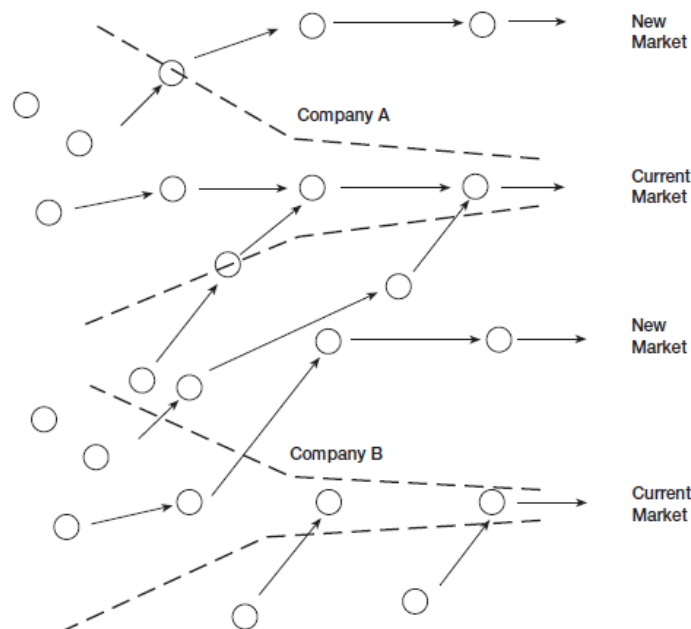 New
Market
Company A
Current
Market
New
Market
Company B
Current
Market